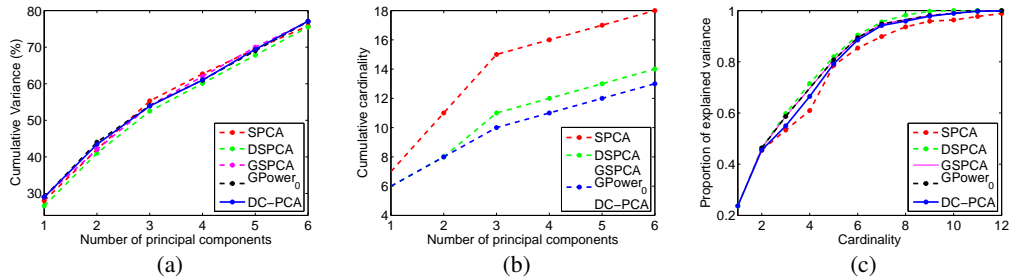 Cumulative Variance (%)
80
70
60
50
40
30
1 2 3 4 5 6
Number of principal components
SPCA
DSPCA
GSPCA
GPower0
DC−PCA
(a)
Cumulative cardinality
18
16
14
12
10
8
6
4
1 2 3 4 5 6
Number of principal components
SPCA
DSPCA
GSPCA
GPower0
DC−PCA
(b)
Proportion of explained variance
1
0.8
0.6
0.4
0.2
2 4 6 8 10 12
Cardinality
SPCA
DSPCA
GSPCA
GPower0
DC−PCA
(c)